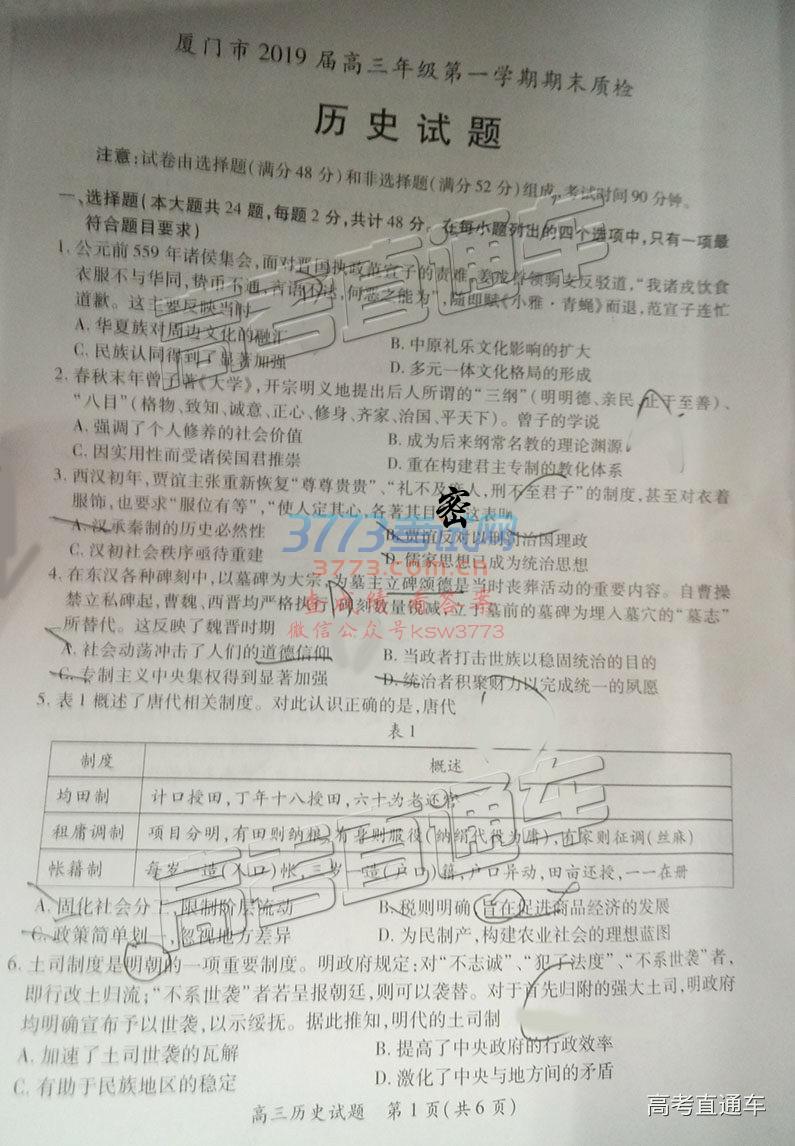 厦门市2019届高三年级第一学期期末质检
历史试题
注意:试卷由选择题(满分48分)和非选择题(满分52分)组成,考试时间90分钟。
一、选择题(本大题共24题,每题2分,共计48分。在每小题列出的四个选项中,只有一项最
符合题目要求)
1. 公元前559年诸侯集会,面对晋国执政范宣子的责难,姜戎首领驹支反驳道,“我诸戎饮食
衣服不与华同,贽币不通,言语不达,何恶之能为”,随即赋《小雅·青蝇》而退,范宣子连忙
道歉。这主要反映当时
A. 华夏族对周边文化的融汇
B. 中原礼乐文化影响的扩大
C. 民族认同得到了显著加强
D. 多元一体文化格局的形成
2. 春秋末年曾子著《大学》,开宗明义地提出后人所谓的“三纲”(明明德、亲民、止于至善)、
“八目”(格物、致知、诚意、正心、修身、齐家、治国、平天下)。曾子的学说
A. 强调了个人修养的社会价值
B. 成为后来纲常名教的理论渊源
C. 因实用性而受诸侯国君推崇
D. 重在构建君主专制的教化体系
3. 西汉初年,贾谊主张重新恢复“尊尊贵贵”、“礼不及庶人,刑不至君子”的制度,甚至对衣着
服饰,也要求“服位有等”,“使人定其心,各著其目”。这表明
A. 汉承秦制的历史必然性
B. 贾谊反对以刑罚治国理政
C. 汉初社会秩序亟待重建
D. 儒家思想已成为统治思想
4. 在东汉各种碑刻中,以墓碑为大宗,为墓主立碑颂德是当时丧葬活动的重要内容。自曹操
禁立私碑起,曹魏、西晋均严格执行,碑刻数量锐减,立于墓前的墓碑为埋入墓穴的“墓志”
所替代。这反映了魏晋时期
A. 社会动荡冲击了人们的道德信仰
B. 当政者打击世族以稳固统治的目的
C. 专制主义中央集权得到显著加强
D. 统治者积聚财力以完成统一的夙愿
5. 表1概述了唐代相关制度。对此认识正确的是,唐代
表1
制度 概述
均田制 计口授田,丁年十八授田,六十为老还官
租庸调制 项目分明,有田则纳租,有身则服役(纳绢代役为庸),有家则征调(丝麻)
帐籍制 每岁一造(人口)帐,三岁一造(户口)籍,户口异动,田亩还授,一一在册
A. 固化社会分工,限制阶层流动
B. 税则明确,旨在促进商品经济的发展
C. 政策简单划一,忽视地方差异
D. 为民制产,构建农业社会的理想蓝图
6. 土司制度是明朝的一项重要制度。明政府规定:对“不志诚”、“犯了法度”、“不系世袭”者,
即行改土归流;“不系世袭”者若呈报朝廷,则可以袭替。对于首先归附的强大土司,明政府
均明确宣布予以世袭,以示绥抚。据此推知,明代的土司制
A. 加速了土司世袭的瓦解
B. 提高了中央政府的行政效率
C. 有助于民族地区的稳定
D. 激化了中央与地方间的矛盾
高三历史试题 第1页(共6页)
密
高考直通车
高考直通车
3773考试网
www.3773.com.cn
查成绩 看答案
微信公众号ksw3773
高考直通车